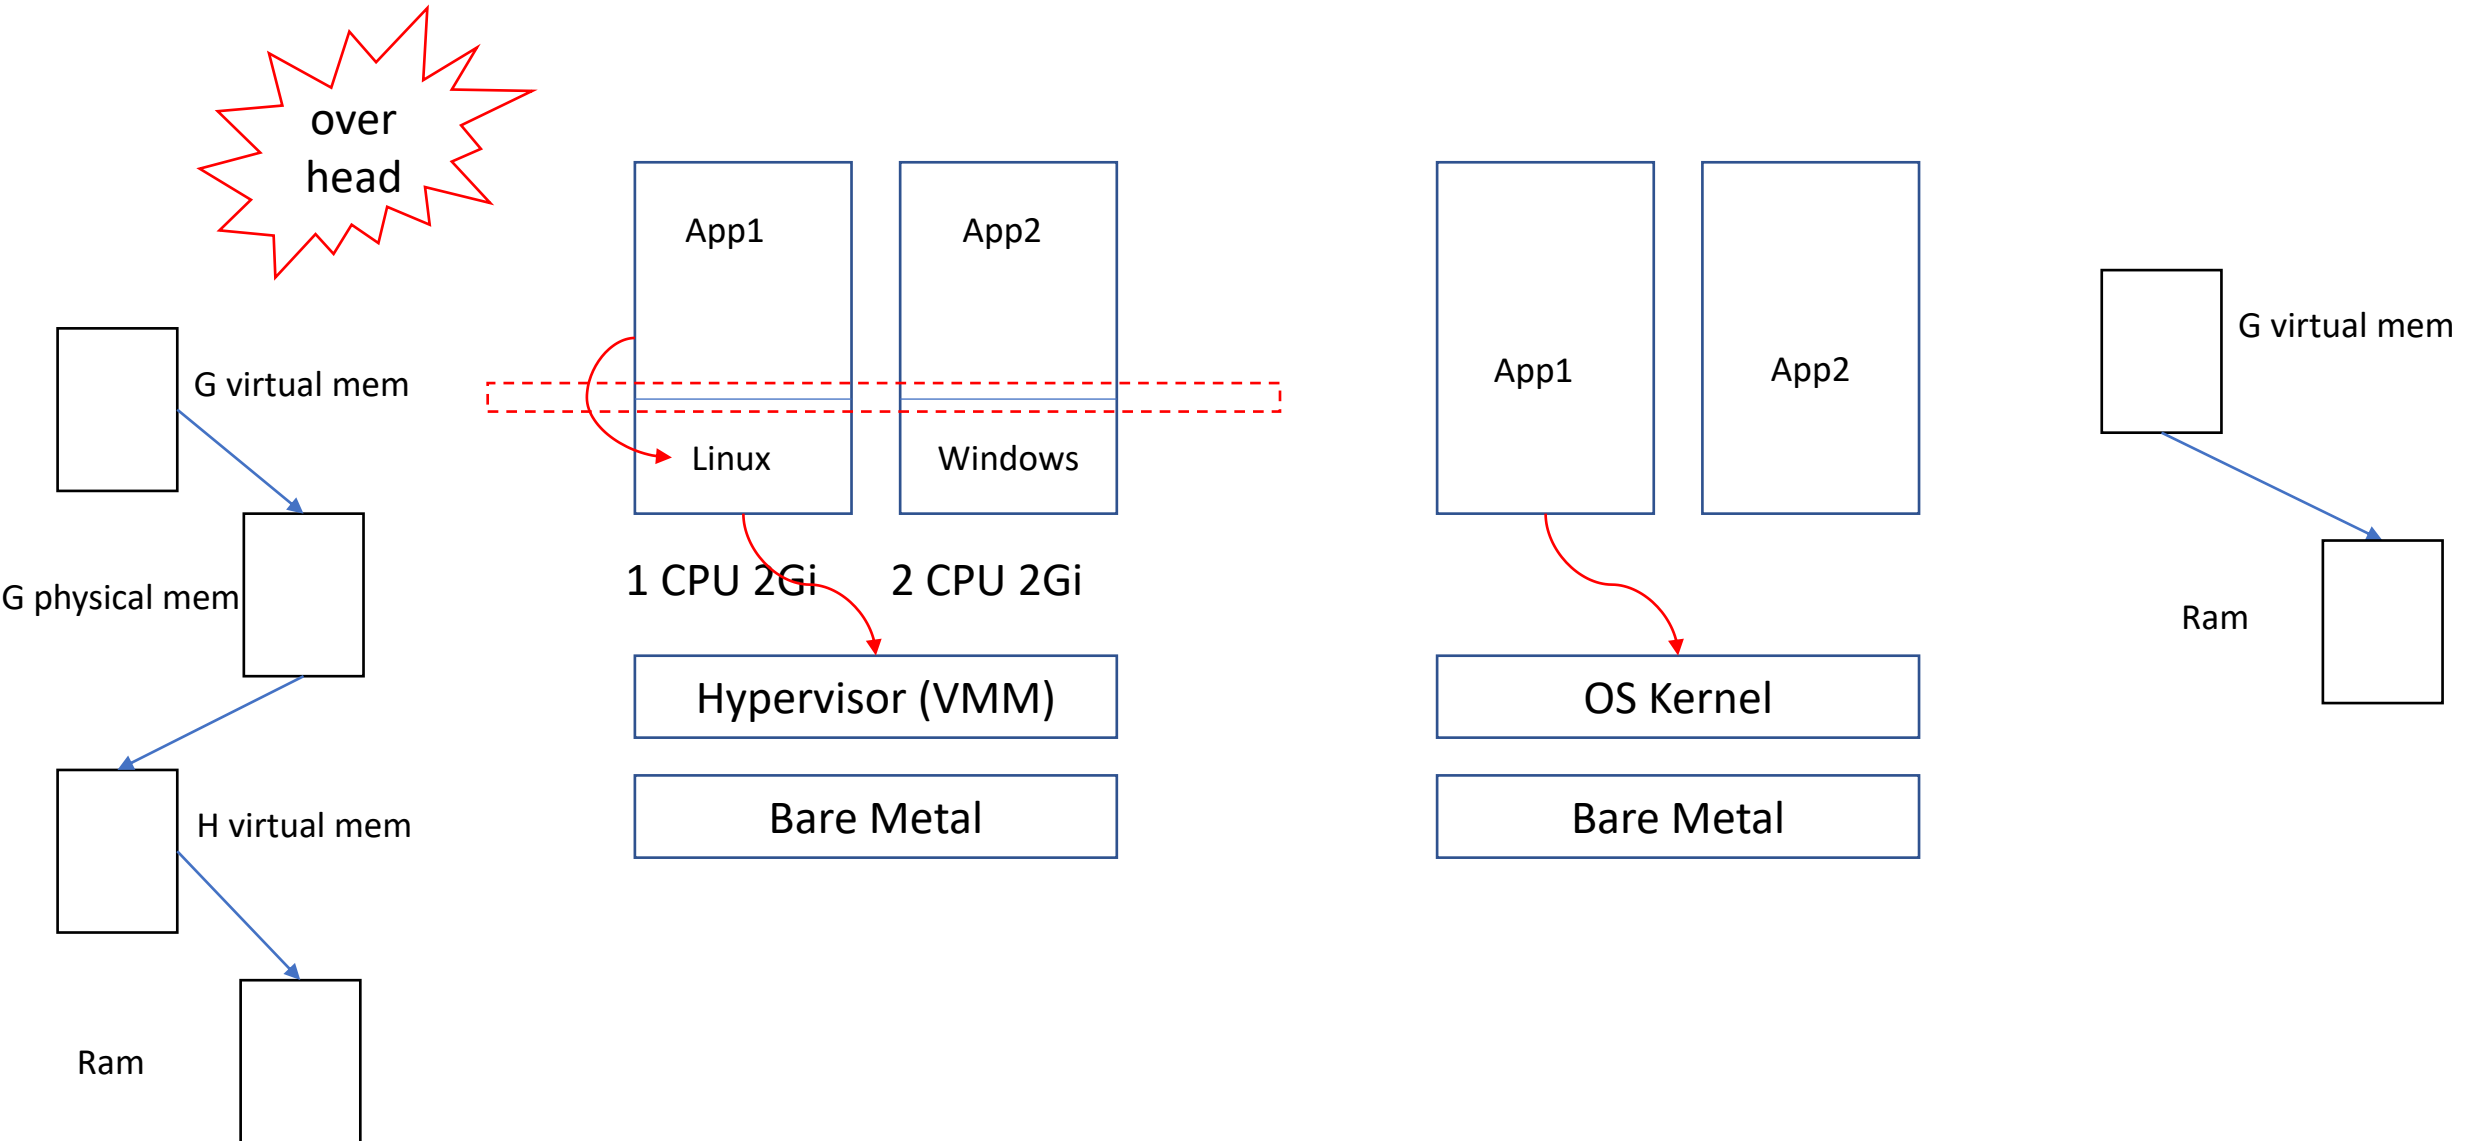 over
head
App1
App2
App1
App2
G virtual mem
G virtual mem
Linux
Windows
1 CPU 2Gi
2 CPU 2Gi
G physical mem
Ram
Hypervisor (VMM)
OS Kernel
Bare Metal
Bare Metal
H virtual mem
Ram